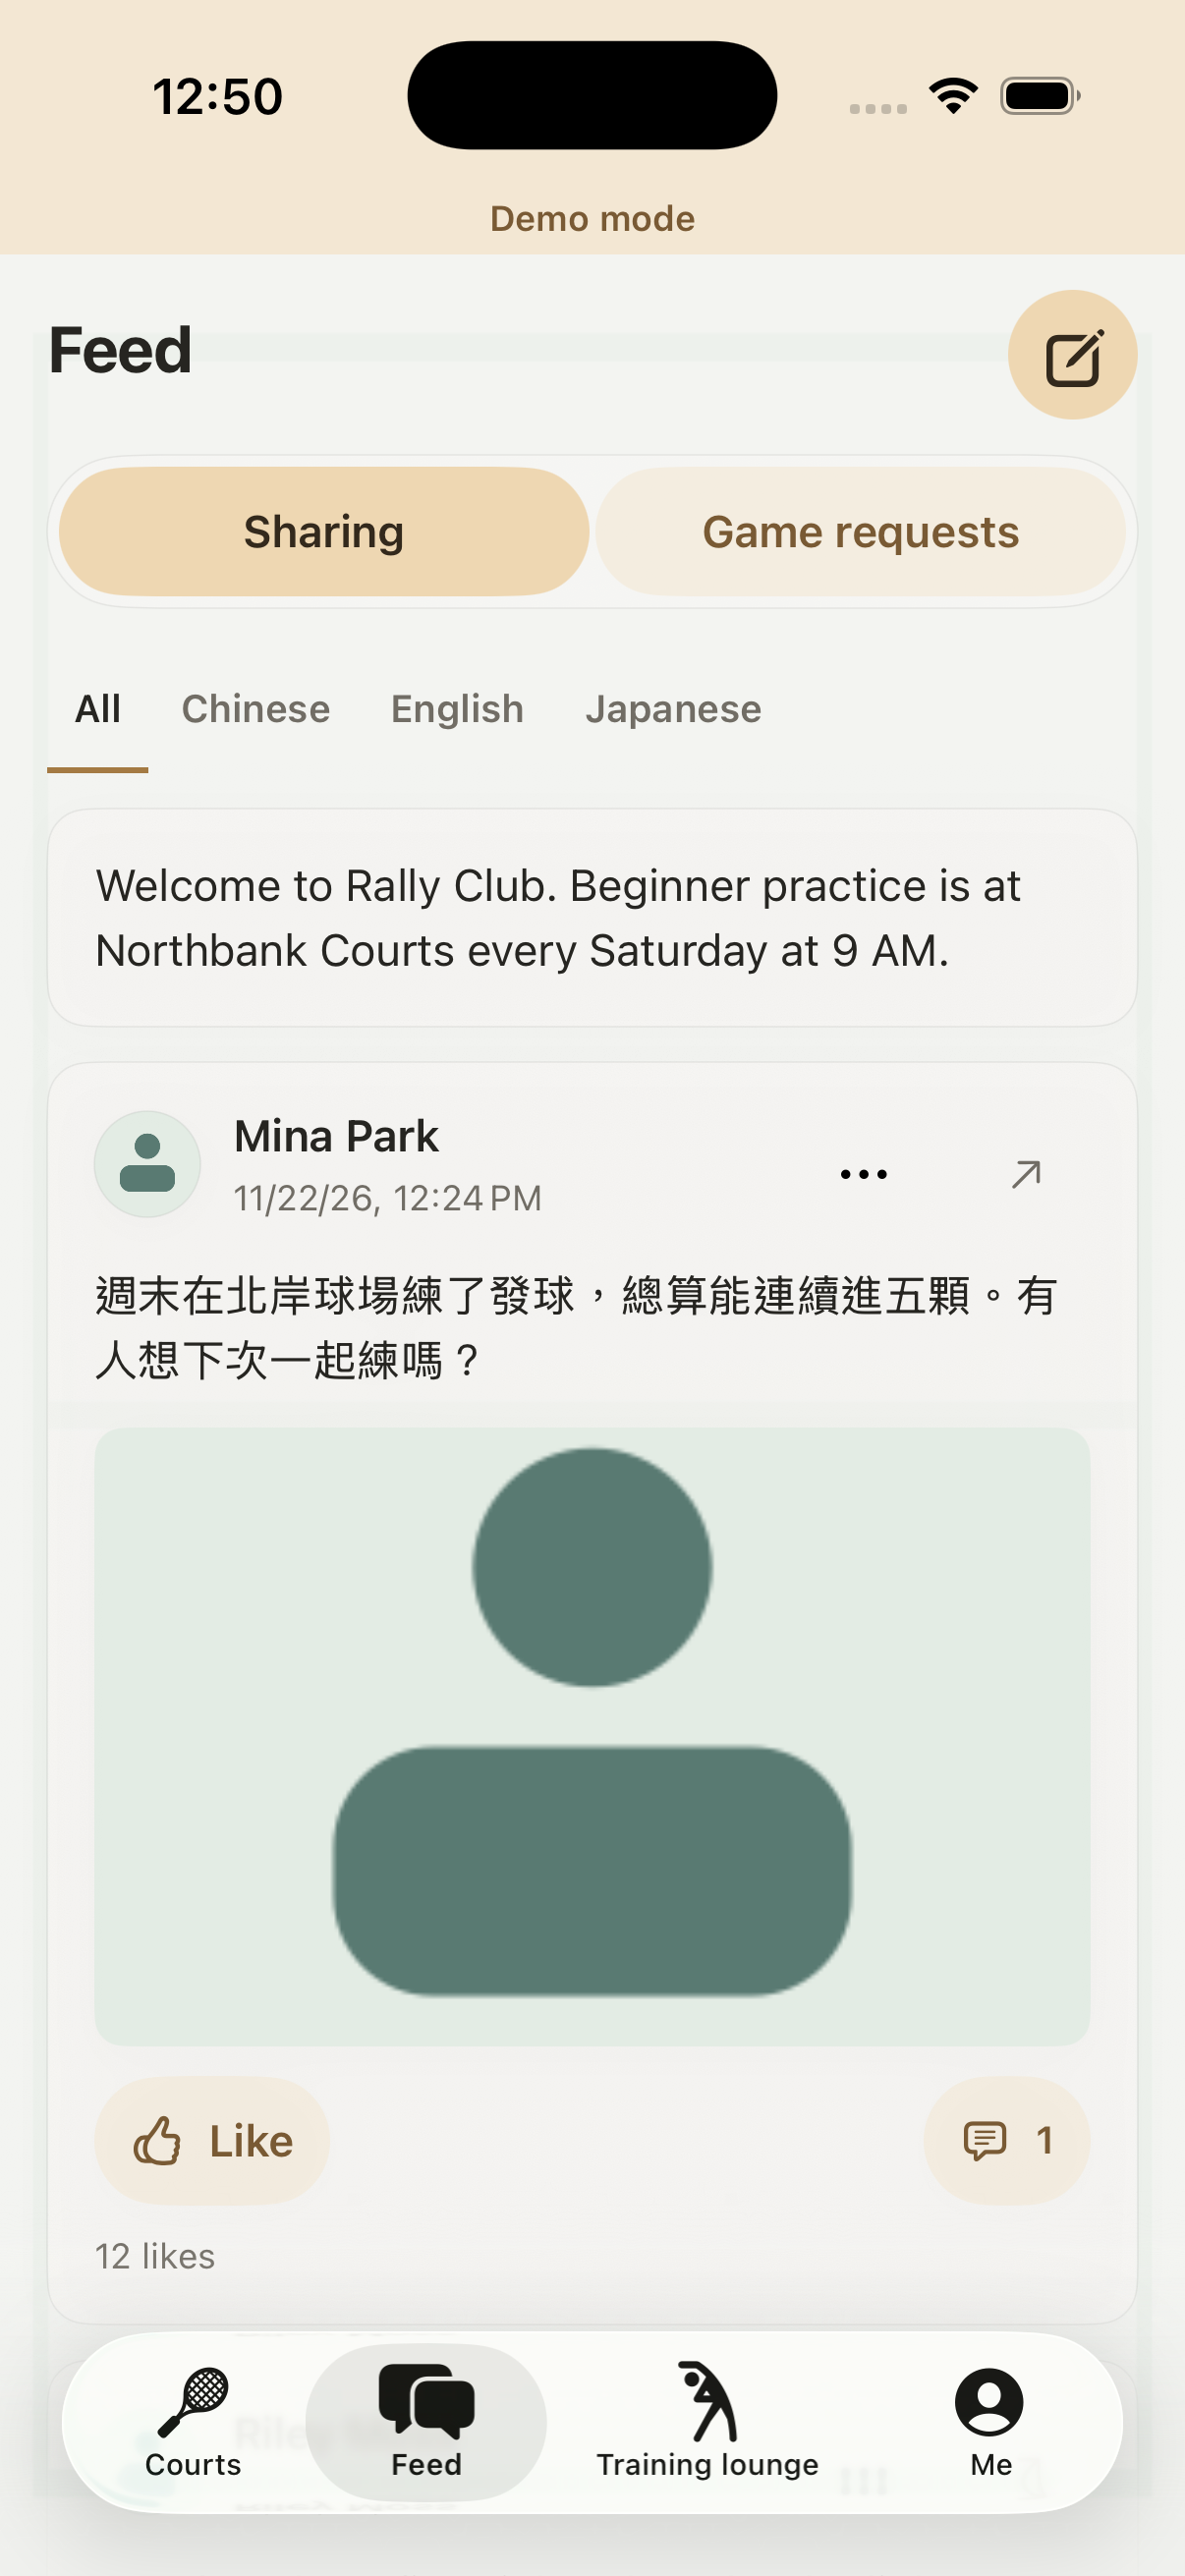 12:50
Demo mode
Feed
Sharing
Game requests
All
Chinese
English
Japanese
Welcome to Rally Club. Beginner practice is at
Northbank Courts every Saturday at 9 AM.
Mina Park
11/22/26, 12:24 PM
週末在北岸球場練了發球，總算能連續進五顆。有
人想下次一起練嗎？
Like
1
12 likes
Courts
Feed
Training lounge
Me